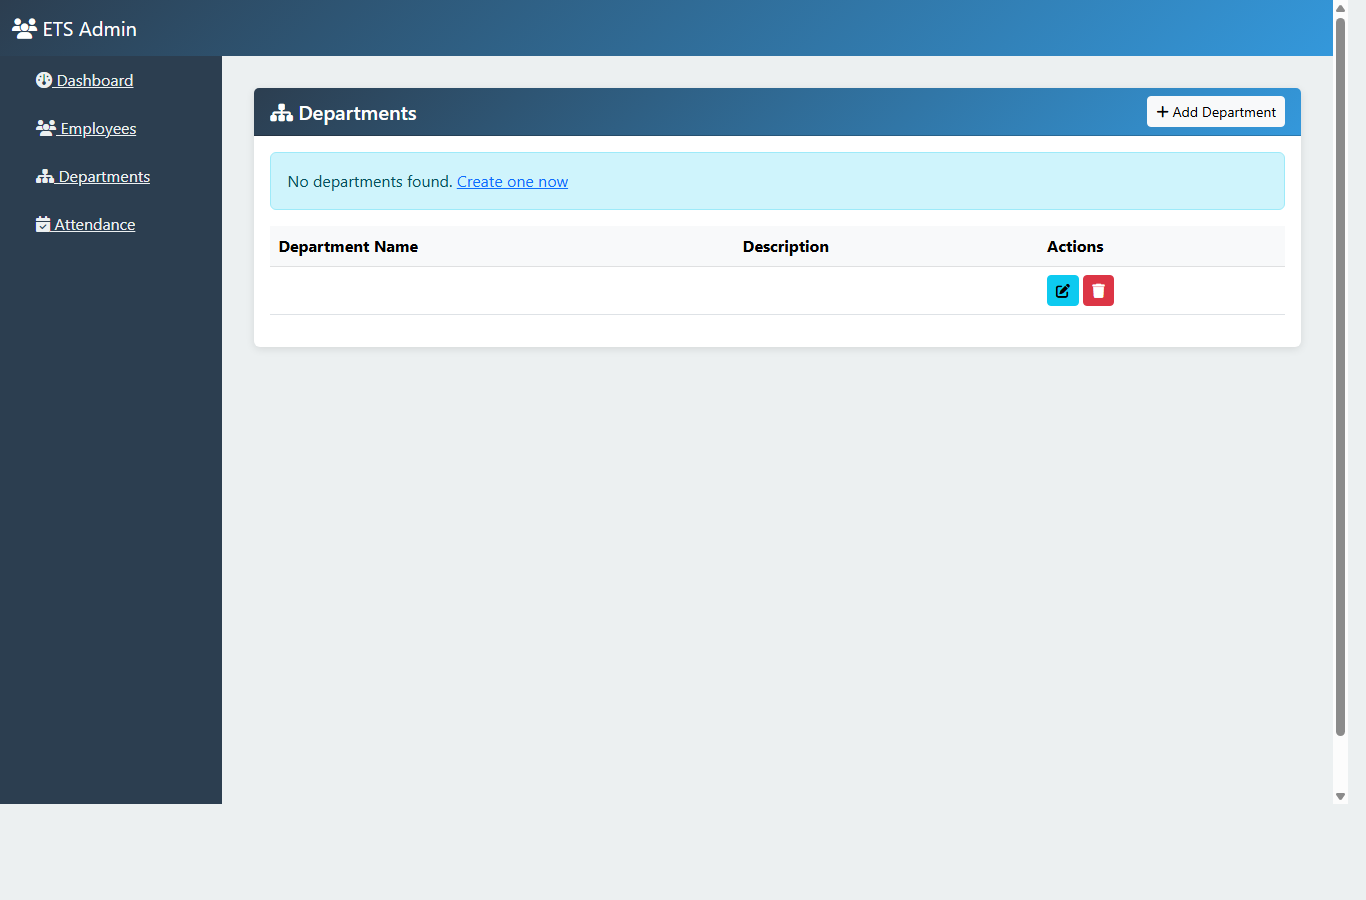 ETS Admin
Dashboard
Employees
Departments
Attendance
Departments
Add Department
No departments found. Create one now
Department Name Description Actions